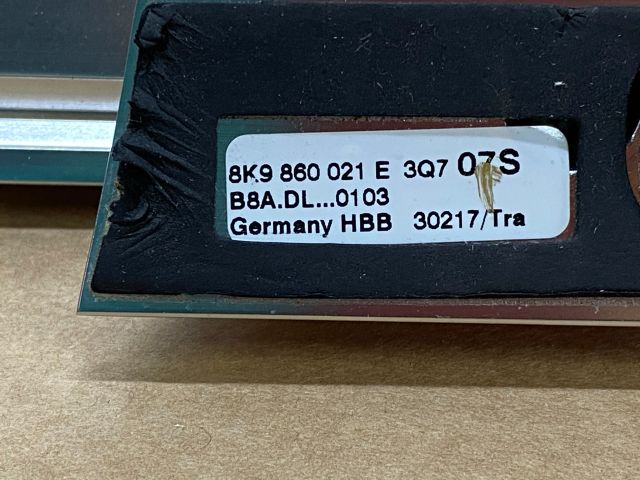 8K9 860 021 E 3Q7 07S
B8A.DL...0103
Germany HBB 30217/Tra